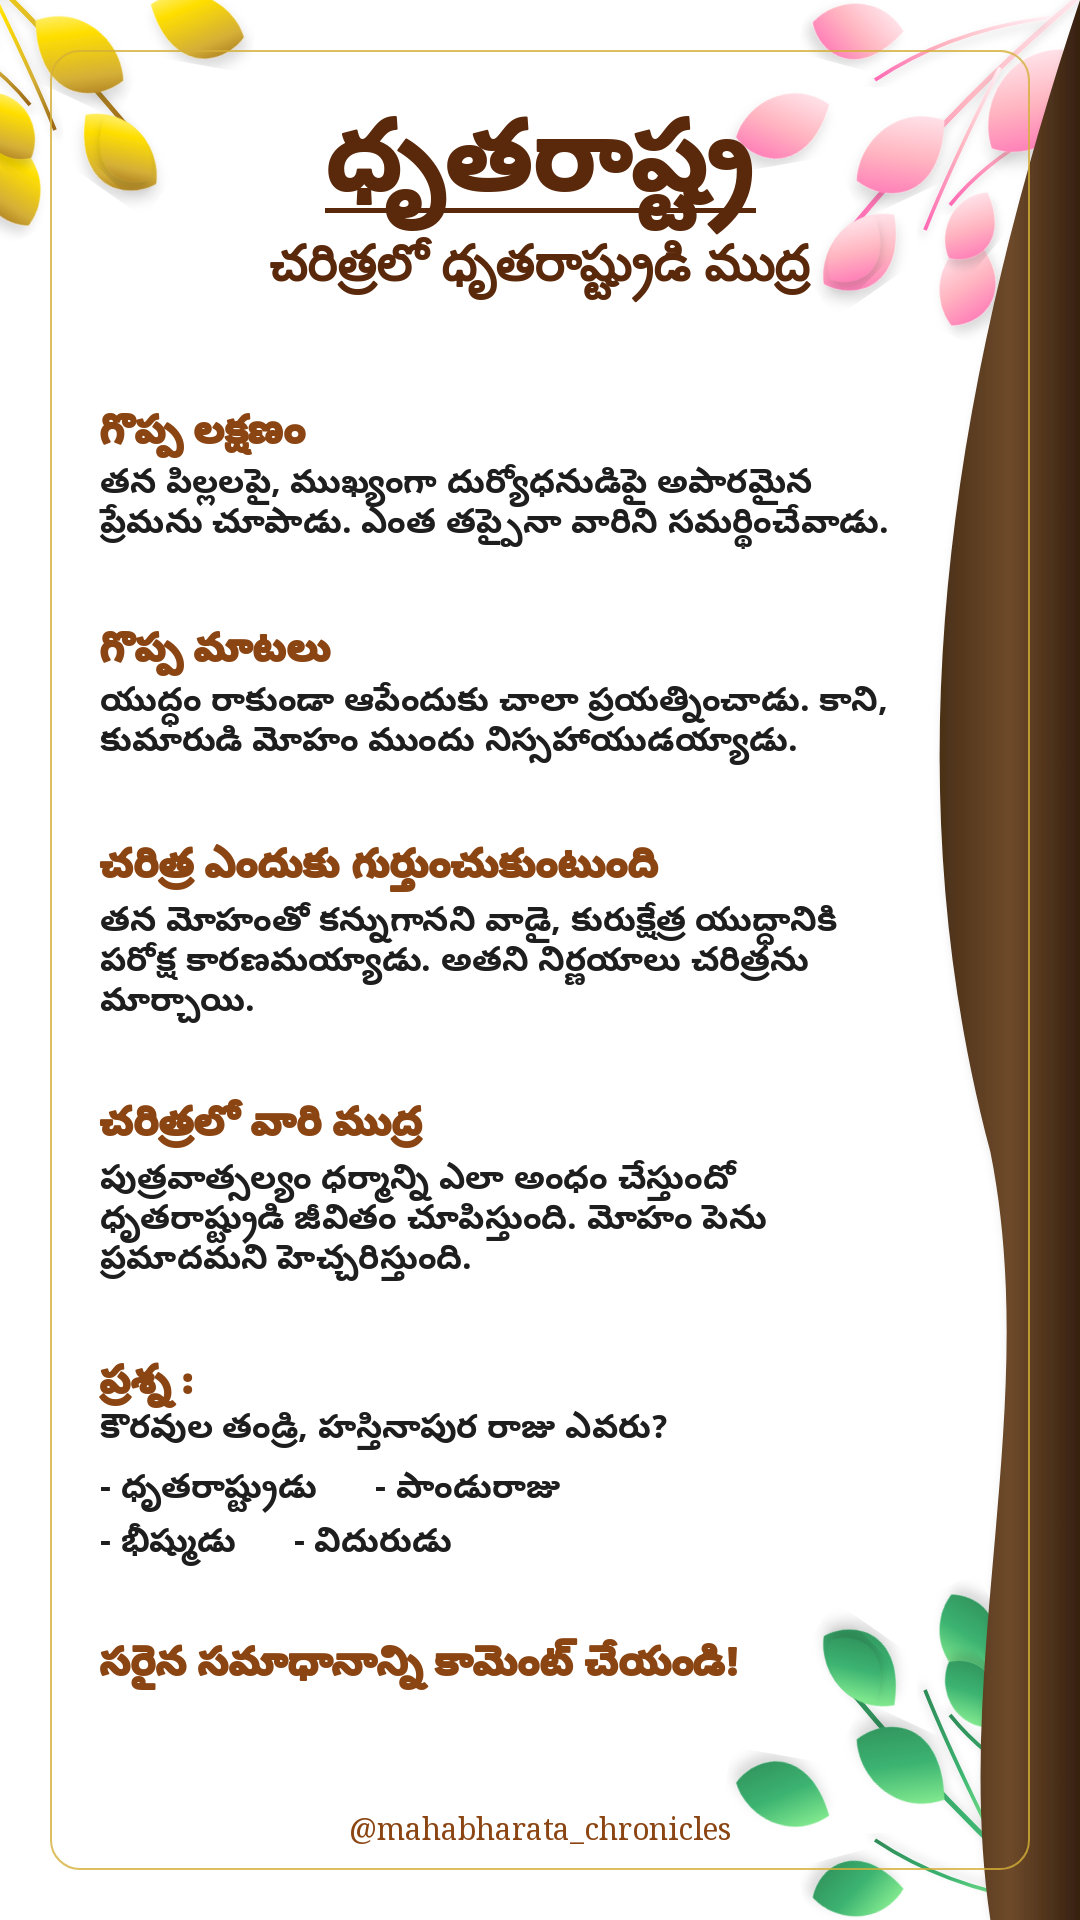 ధృతరాష్ట్ర
చరిత్రలో ధృతరాష్ట్రుడి ముద్ర
గొప్ప లక్షణం
తన పిల్లలపై, ముఖ్యంగా దుర్యోధనుడిపై అపారమైన
ప్రేమను చూపాడు. ఎంత తప్పైనా వారిని సమర్థించేవాడు.
గొప్ప మాటలు
యుద్ధం రాకుండా ఆపేందుకు చాలా ప్రయత్నించాడు. కాని,
కుమారుడి మోహం ముందు నిస్సహాయుడయ్యాడు.
చరిత్ర ఎందుకు గుర్తుంచుకుంటుంది
తన మోహంతో కన్నుగానని వాడై, కురుక్షేత్ర యుద్ధానికి
పరోక్ష కారణమయ్యాడు. అతని నిర్ణయాలు చరిత్రను
మార్చాయి.
చరిత్రలో వారి ముద్ర
పుత్రవాత్సల్యం ధర్మాన్ని ఎలా అంధం చేస్తుందో
ధృతరాష్ట్రుడి జీవితం చూపిస్తుంది. మోహం పెను
ప్రమాదమని హెచ్చరిస్తుంది.
ప్రశ్న :
కౌరవుల తండ్రి, హస్తినాపుర రాజు ఎవరు?
- ధృతరాష్ట్రుడు - పాండురాజు
- భీష్ముడు - విదురుడు
సరైన సమాధానాన్ని కామెంట్ చేయండి!
@mahabharata_chronicles